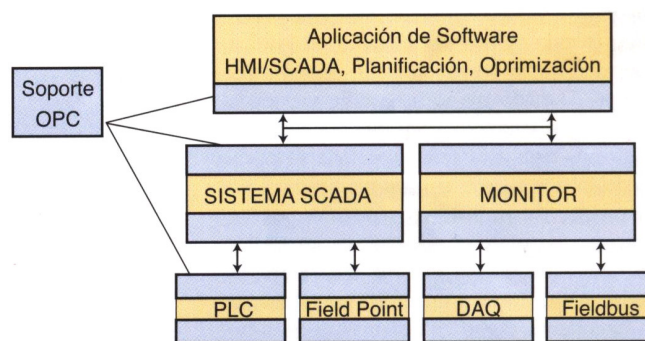 Aplicación de Software
HMI/SCADA, Planificación, Oprimización
Soporte
OPC
SISTEMA SCADA
MONITOR
PLC
Field Point
DAQ
Fieldbus